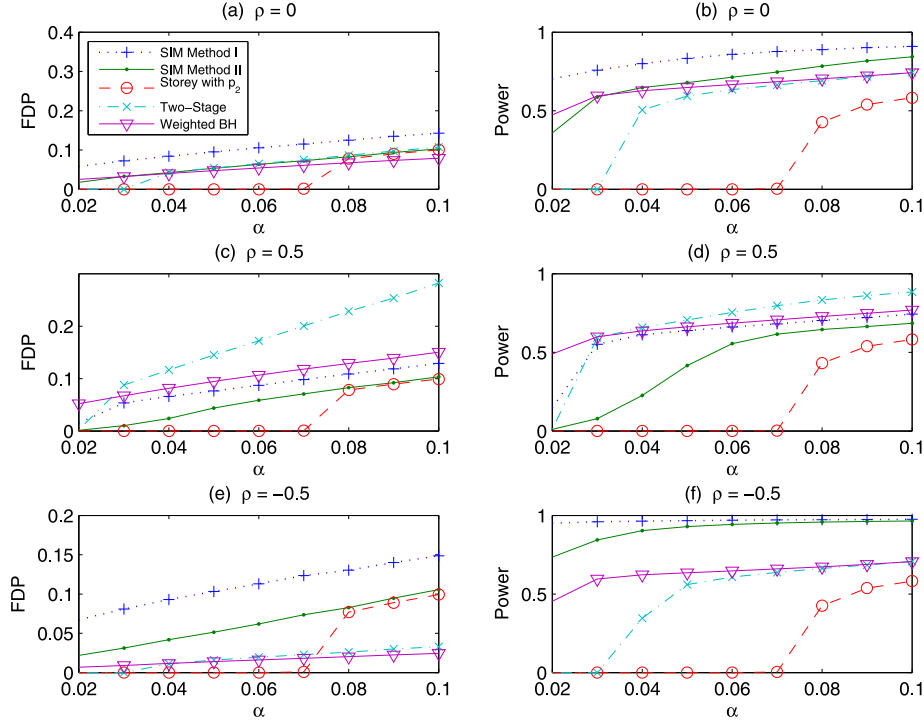 (a) ρ = 0
FDP
0.4
0.3
0.2
0.1
0
SIM Method I
SIM Method II
Storey with p2
Two−Stage
Weighted BH
0.02 0.04 0.06 0.08 0.1
α
(b) ρ = 0
Power
1
0.5
0
0.02 0.04 0.06 0.08 0.1
α
(c) ρ = 0.5
FDP
0.2
0.1
0
0.02 0.04 0.06 0.08 0.1
α
(d) ρ = 0.5
Power
1
0.5
0
0.02 0.04 0.06 0.08 0.1
α
(e) ρ = −0.5
FDP
0.2
0.15
0.1
0.05
0
0.02 0.04 0.06 0.08 0.1
α
(f) ρ = −0.5
Power
1
0.5
0
0.02 0.04 0.06 0.08 0.1
α